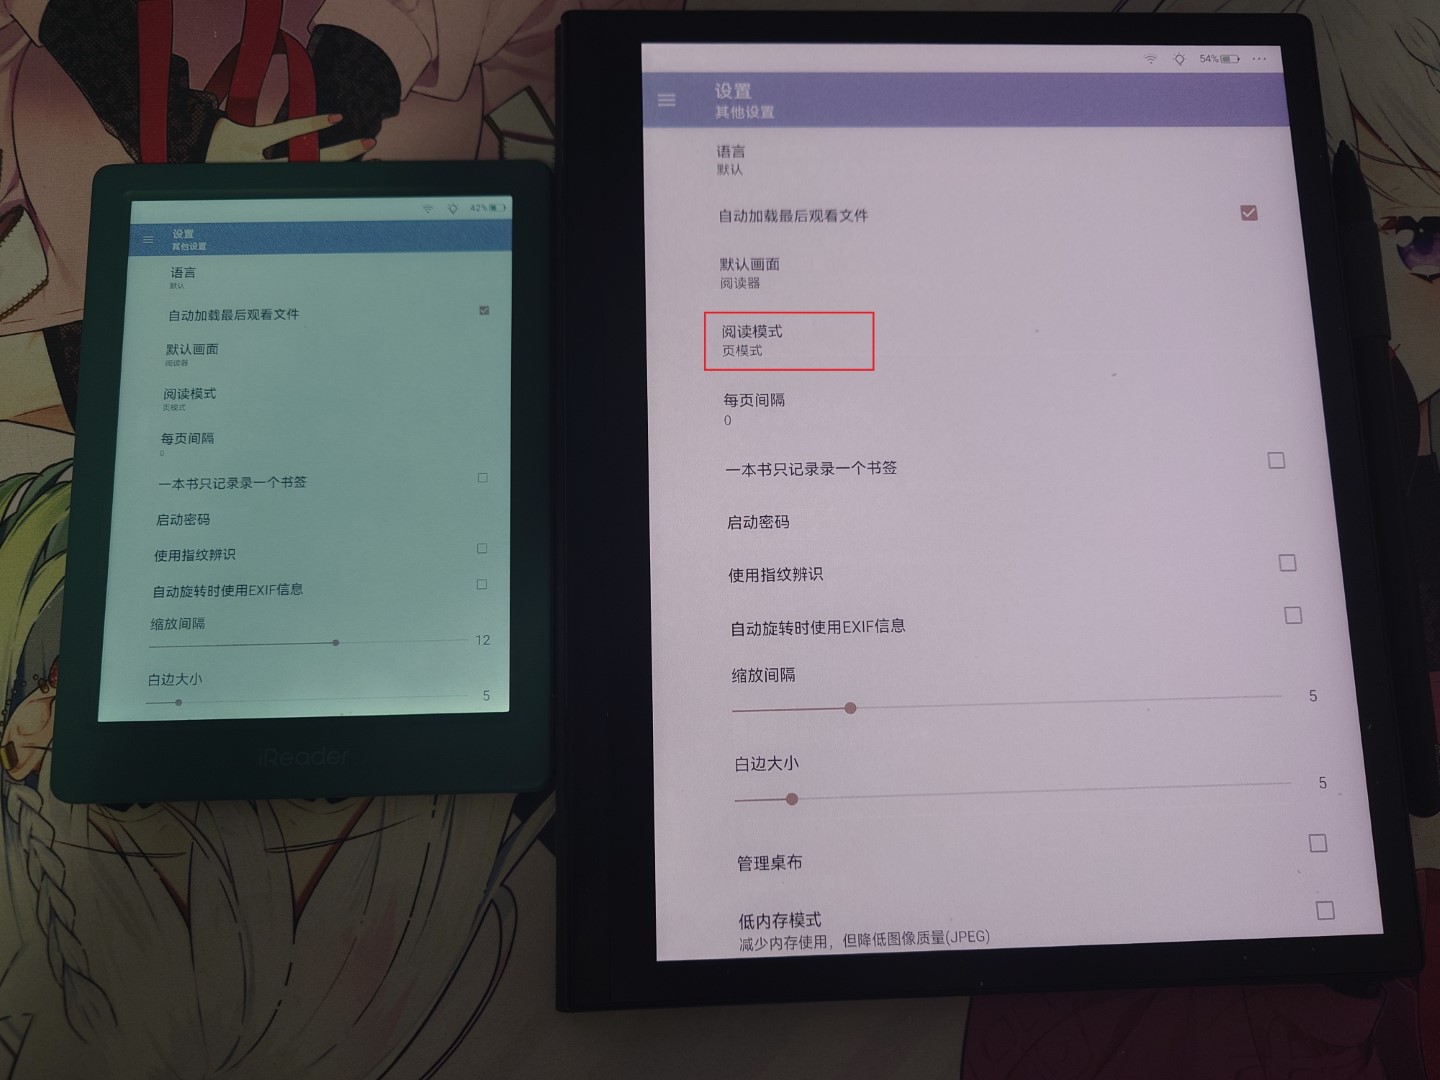 42%
设置
其他设置
语言
默认
自动加载最后观看文件
默认画面
阅读器
阅读模式
页模式
每页间隔
0
一本书只记录录一个书签
启动密码
使用指纹辨识
自动旋转时使用EXIF信息
缩放间隔
12
白边大小
5
iReader
54%
设置
其他设置
语言
默认
自动加载最后观看文件
默认画面
阅读器
阅读模式
页模式
每页间隔
0
一本书只记录录一个书签
启动密码
使用指纹辨识
自动旋转时使用EXIF信息
缩放间隔
5
白边大小
5
管理桌布
低内存模式
减少内存使用，但降低图像质量(JPEG)